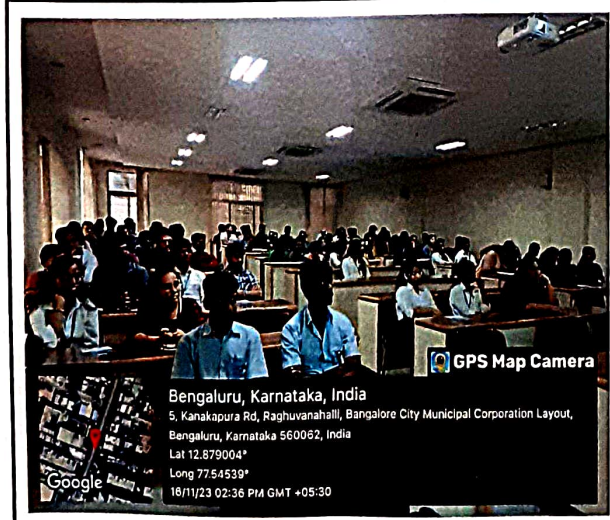 GPS Map Camera
Bengaluru, Karnataka, India
5, Kanakapura Rd, Raghuvanahalli, Bangalore City Municipal Corporation Layout,
Bengaluru, Karnataka 560062, India
Lat 12.879004°
Long 77.54539°
16/11/23 02:36 PM GMT +05:30
Google